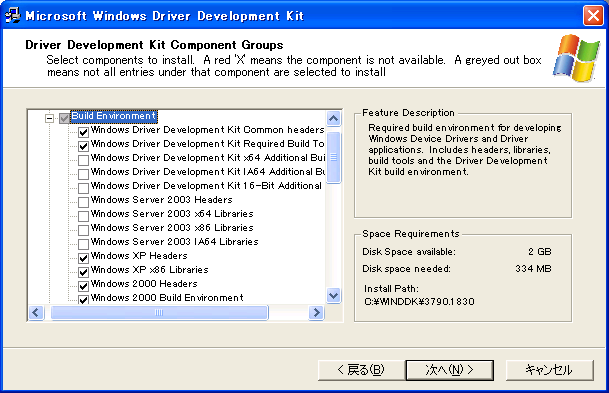 Microsoft Windows Driver Development Kit
Driver Development Kit Component Groups
Select components to install. A red 'X' means the component is not available. A greyed out box
means not all entries under that component are selected to install
Build Environment
Windows Driver Development Kit Common headers
Windows Driver Development Kit Required Build To
Windows Driver Development Kit x64 Additional Bui
Windows Driver Development Kit IA64 Additional Bu
Windows Driver Development Kit 16-Bit Additional
Windows Server 2003 Headers
Windows Server 2003 x64 Libraries
Windows Server 2003 x86 Libraries
Windows Server 2003 IA64 Libraries
Windows XP Headers
Windows XP x86 Libraries
Windows 2000 Headers
Windows 2000 Build Environment
Feature Description
Required build environment for developing
Windows Device Drivers and Driver
applications. Includes headers, libraries,
build tools and the Driver Development
Kit build environment.
Space Requirements
Disk Space available: 2 GB
Disk space needed: 334 MB
Install Path:
C:¥WINDDK¥3790.1830
< 戻る(B)
次へ(N) >
キャンセル